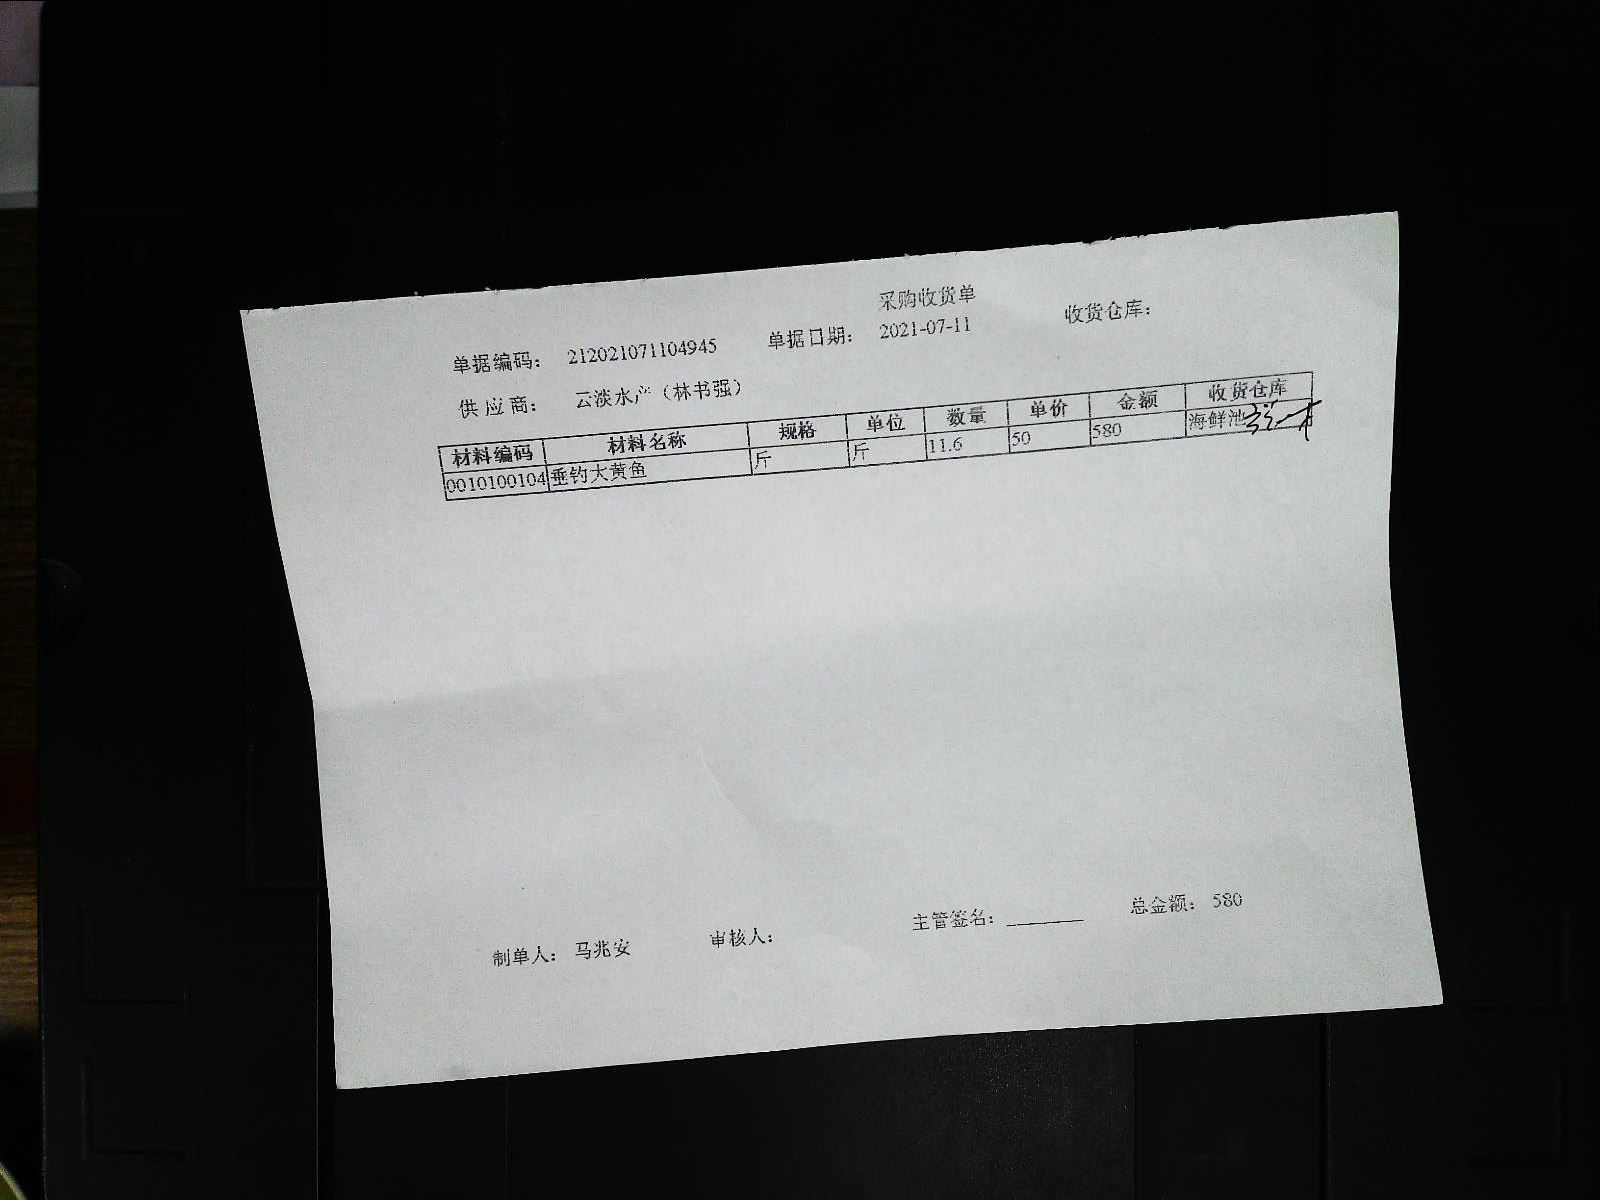 采购收货单
单据编码： 212021071104945 单据日期： 2021-07-11 收货仓库：
供应商： 云淡水产（林书强）
材料编码 材料名称 规格 单位 数量 单价 金额 收货仓库
0010100104 垂钓大黄鱼 斤 斤 11.6 50 580 海鲜池
制单人： 马兆安 审核人： 主管签名： ________ 总金额： 580